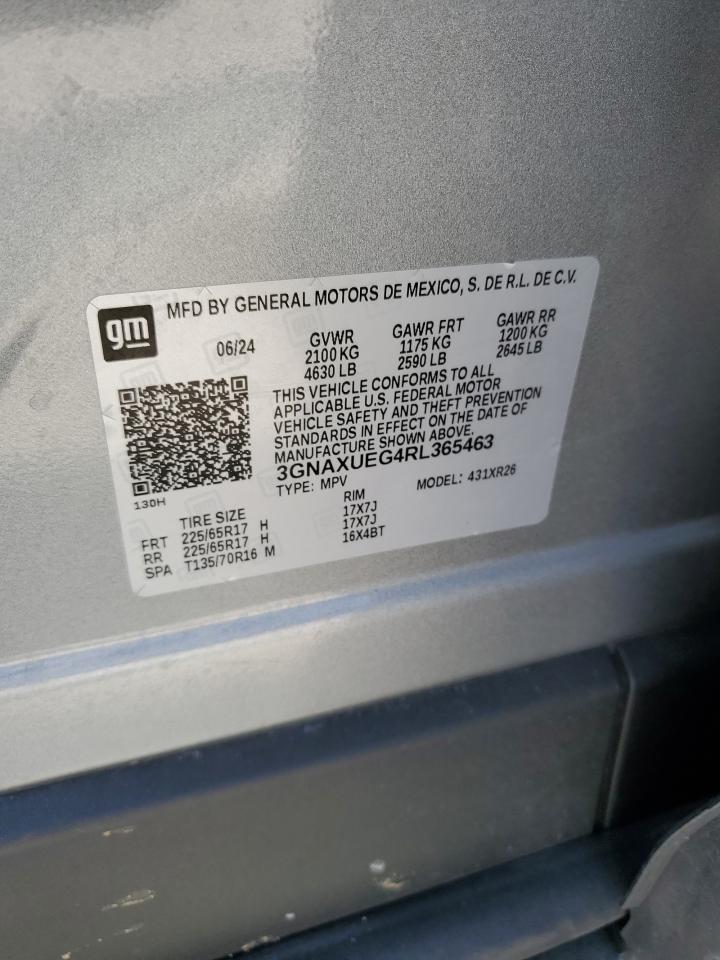 gm
MFD BY GENERAL MOTORS DE MEXICO, S. DE R.L. DE C.V.
06/24 GVWR GAWR FRT GAWR RR
2100 KG 1175 KG 1200 KG
4630 LB 2590 LB 2645 LB
THIS VEHICLE CONFORMS TO ALL
APPLICABLE U.S. FEDERAL MOTOR
VEHICLE SAFETY AND THEFT PREVENTION
STANDARDS IN EFFECT ON THE DATE OF
MANUFACTURE SHOWN ABOVE.
3GNAXUEG4RL365463
TYPE: MPV MODEL: 431XR26
130H
TIRE SIZE RIM
FRT 225/65R17 H 17X7J
RR 225/65R17 H 17X7J
SPA T135/70R16 M 16X4BT